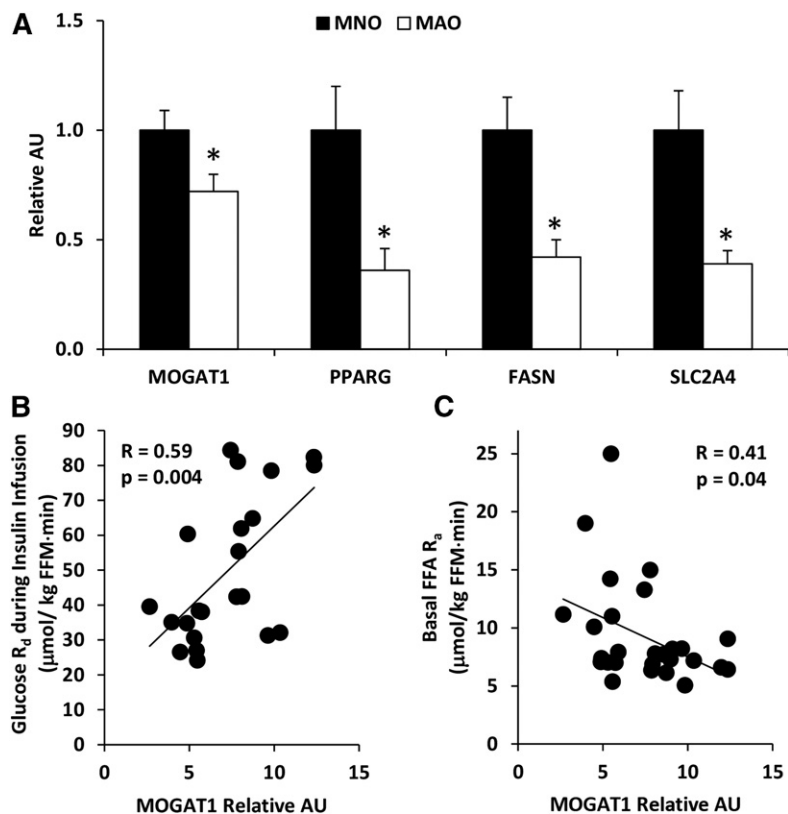 A
MNO MAO
Relative AU
1.5
1.0
0.5
0.0
* * * *
MOGAT1 PPARG FASN SLC2A4
B
Glucose Rd during Insulin Infusion
(µmol/ kg FFM·min)
R = 0.59
p = 0.004
90
80
70
60
50
40
30
20
10
0
0 5 10 15
MOGAT1 Relative AU
C
Basal FFA Ra
(µmol/kg FFM·min)
R = 0.41
p = 0.04
25
20
15
10
5
0
0 5 10 15
MOGAT1 Relative AU